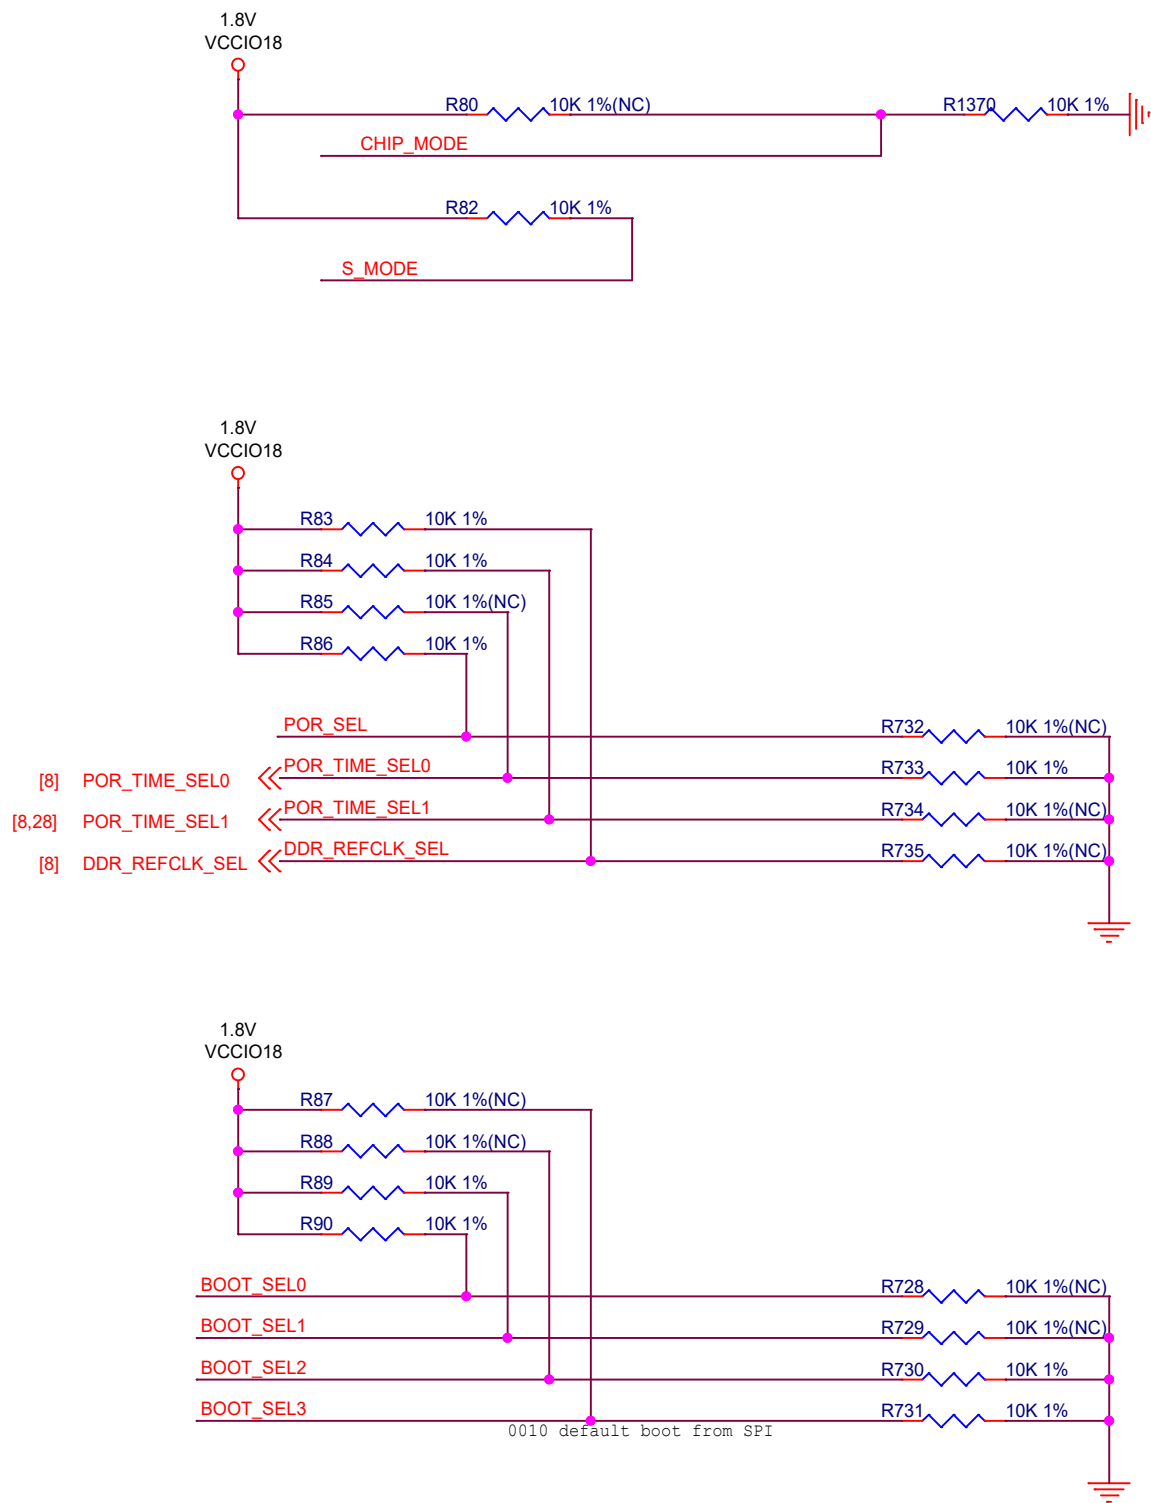 1.8V
VCCIO18
R80 10K 1%(NC) R1370 10K 1%
CHIP_MODE
R82 10K 1%
S_MODE
1.8V
VCCIO18
R83 10K 1%
R84 10K 1%
R85 10K 1%(NC)
R86 10K 1%
POR_SEL R732 10K 1%(NC)
[8] POR_TIME_SEL0 POR_TIME_SEL0 R733 10K 1%
[8,28] POR_TIME_SEL1 POR_TIME_SEL1 R734 10K 1%(NC)
[8] DDR_REFCLK_SEL DDR_REFCLK_SEL R735 10K 1%(NC)
1.8V
VCCIO18
R87 10K 1%(NC)
R88 10K 1%(NC)
R89 10K 1%
R90 10K 1%
BOOT_SEL0 R728 10K 1%(NC)
BOOT_SEL1 R729 10K 1%(NC)
BOOT_SEL2 R730 10K 1%
BOOT_SEL3 R731 10K 1%
0010 default boot from SPI